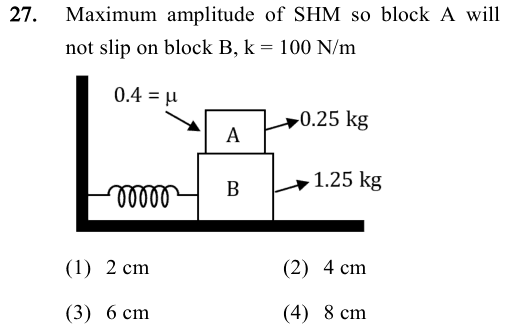 27. Maximum amplitude of SHM so block A will
not slip on block B, k = 100 N/m
0.4 = μ
0.25 kg
A
1.25 kg
B
(1) 2 cm (2) 4 cm
(3) 6 cm (4) 8 cm